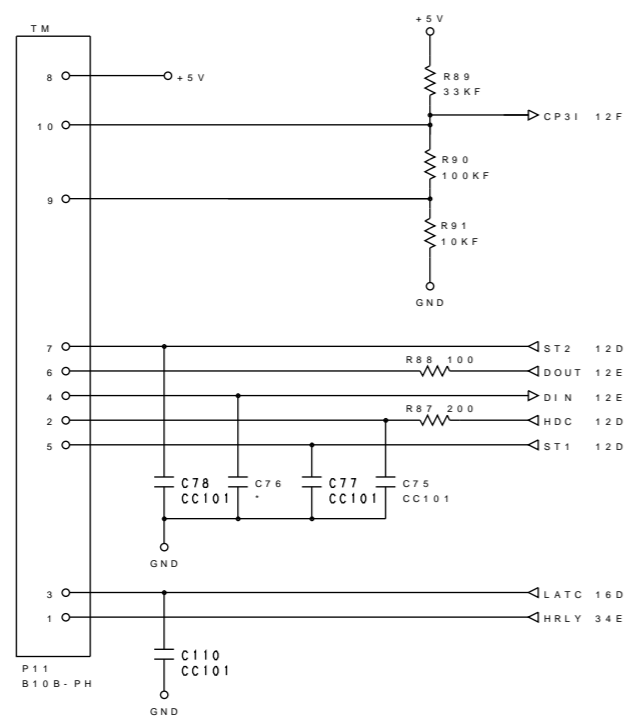 +5V
TM
8
+5V
R89
33KF
10
CP3I 12F
R90
100KF
9
R91
10KF
GND
7
ST2 12D
R88 100
6
DOUT 12E
4
DIN 12E
R87 200
2
HDC 12D
5
ST1 12D
C78
CC101
C76
*
C77
CC101
C75
CC101
GND
3
LATC 16D
1
HRLY 34E
C110
CC101
P11
B10B-PH
GND